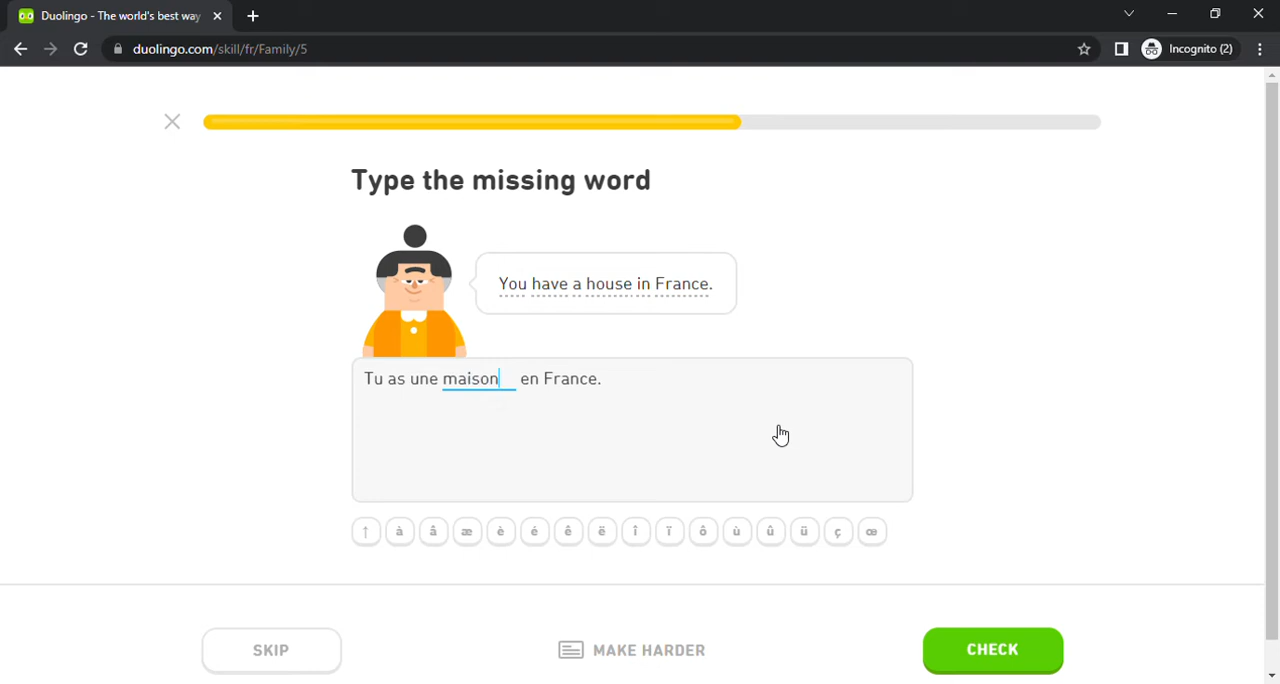 Duolingo - The world's best way
duolingo.com/skill/fr/Family/5
Incognito (2)
Type the missing word
You have a house in France.
Tu as une maison en France.
↑ à â æ è é ê ë î ï ô ù û ü ç œ
SKIP
MAKE HARDER
CHECK